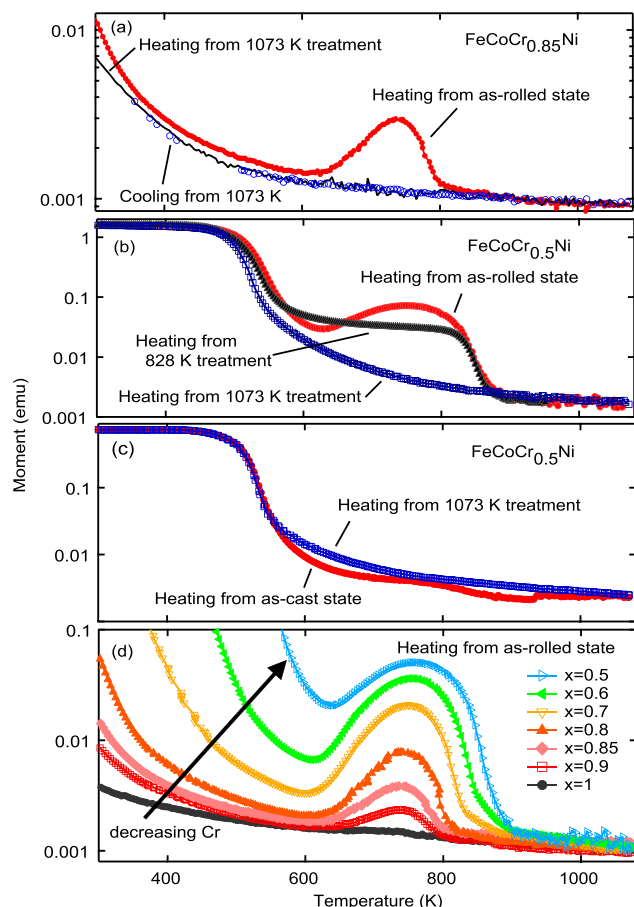 (a)
FeCoCr0.85Ni
0.01
Heating from 1073 K treatment
Heating from as-rolled state
Cooling from 1073 K
0.001
(b)
FeCoCr0.5Ni
1
Heating from as-rolled state
0.1
Heating from
828 K treatment
0.01
Heating from 1073 K treatment
0.001
Moment (emu)
(c)
FeCoCr0.5Ni
0.1
Heating from 1073 K treatment
0.01
Heating from as-cast state
0.001
0.1
(d)
Heating from as-rolled state
x=0.5
x=0.6
x=0.7
x=0.8
x=0.85
x=0.9
x=1
0.01
decreasing Cr
0.001
400
600
800
1000
Temperature (K)